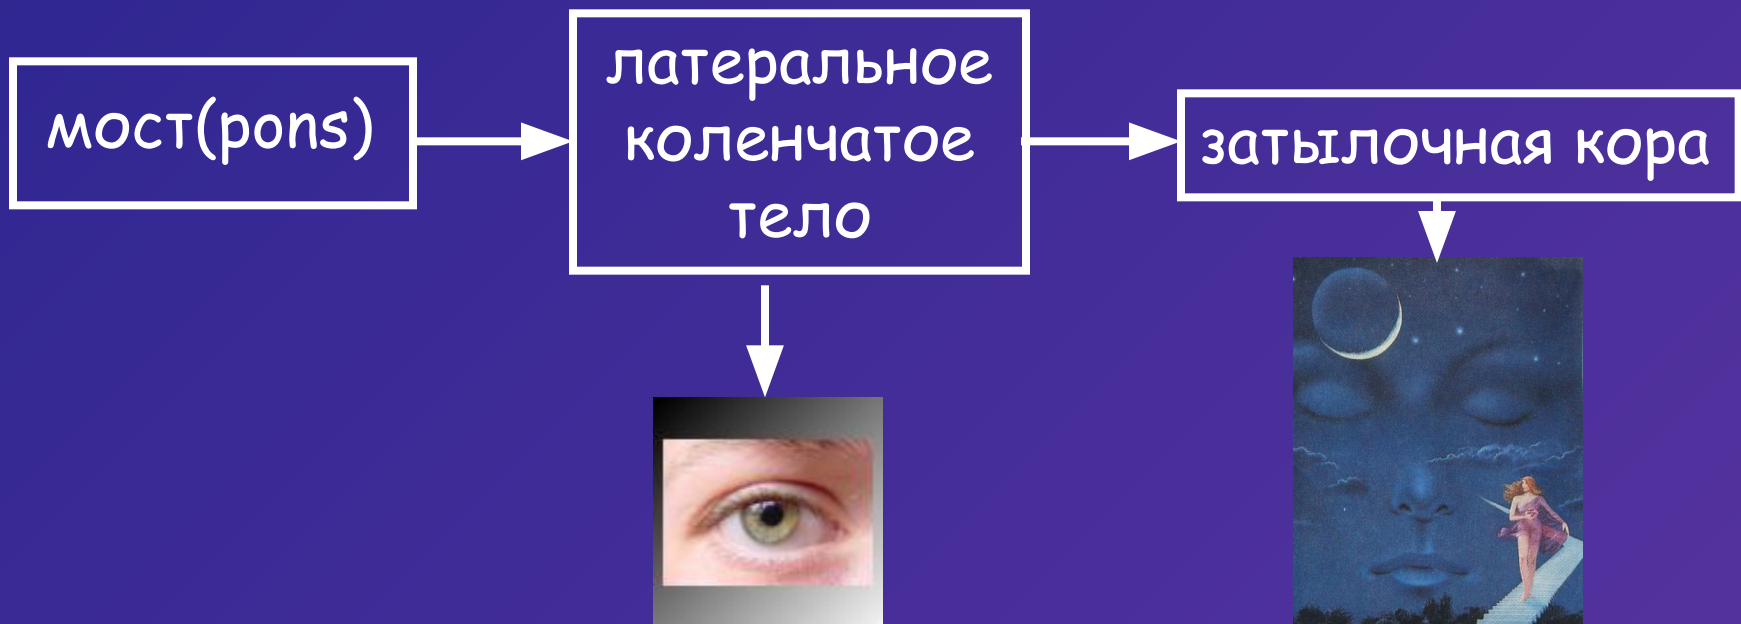 мост(pons)
латеральное
коленчатое
тело
затылочная кора